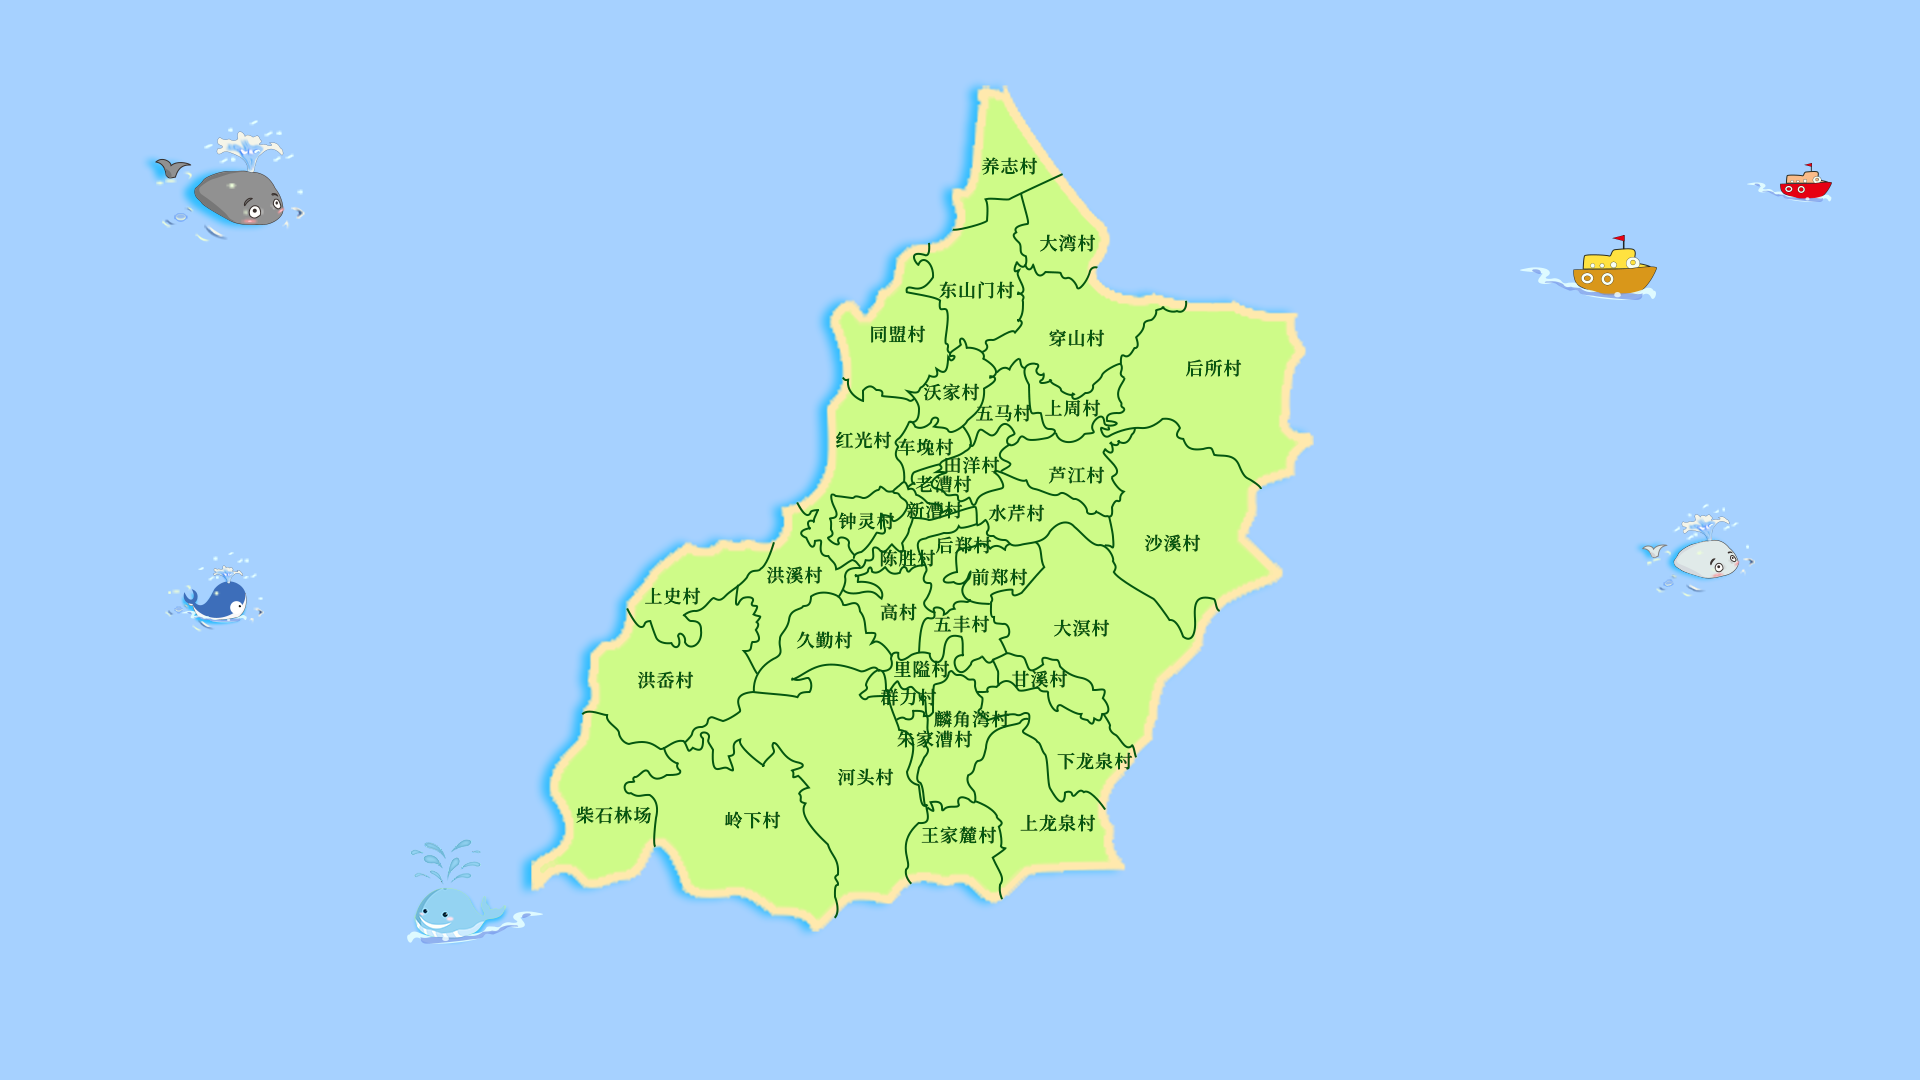 养志村
大湾村
东山门村
同盟村
穿山村
后所村
沃家村
五马村
上周村
红光村
车堍村
田洋村
芦江村
老漕村
新漕村
水芹村
钟灵村
沙溪村
后郑村
陈胜村
洪溪村
前郑村
上史村
高村
五丰村
大溟村
久勤村
里隘村
洪岙村
甘溪村
群力村
麟角湾村
朱家漕村
下龙泉村
河头村
柴石林场
岭下村
上龙泉村
王家麓村